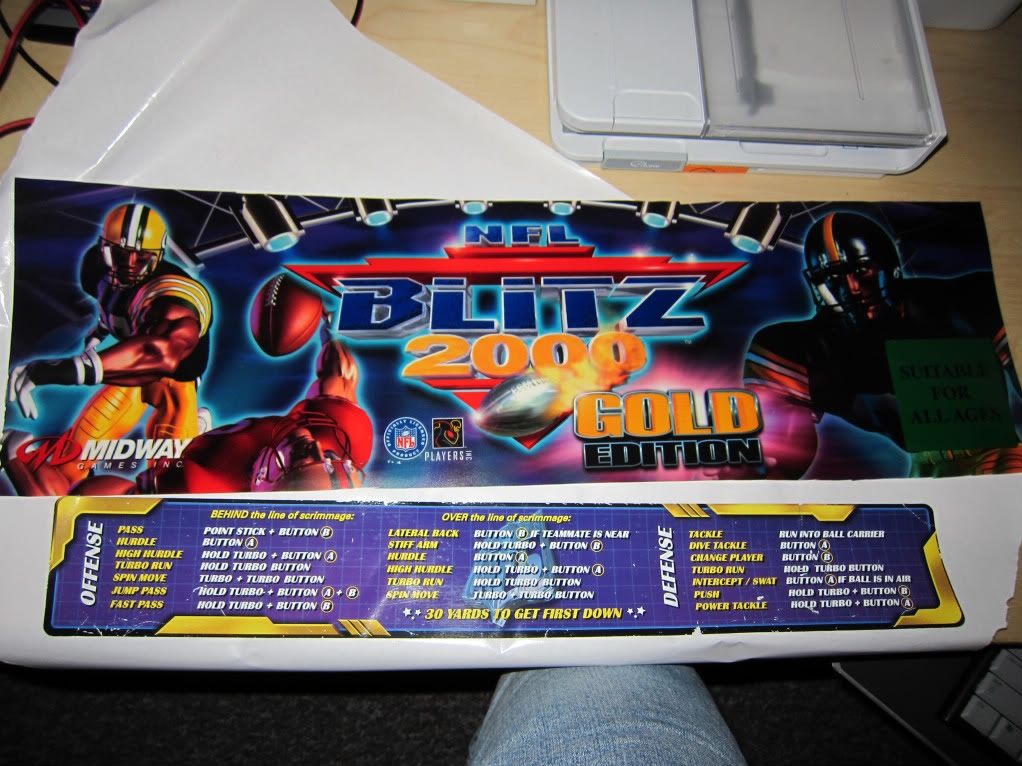 NFL
BLITZ
2000
GOLD
EDITION
TM
SUITABLE
FOR
ALL AGES
MIDWAY
GAMES INC.
NFL
PLAYERS INC
OFFENSE
BEHIND the line of scrimmage:
PASS POINT STICK + BUTTON B
HURDLE BUTTON A
HIGH HURDLE HOLD TURBO + BUTTON A
TURBO RUN HOLD TURBO BUTTON
SPIN MOVE TURBO + TURBO BUTTON
JUMP PASS HOLD TURBO + BUTTON A + B
FAST PASS HOLD TURBO + BUTTON B
OVER the line of scrimmage:
LATERAL BACK BUTTON B IF TEAMMATE IS NEAR
STIFF ARM HOLD TURBO + BUTTON B
HURDLE BUTTON A
HIGH HURDLE HOLD TURBO + BUTTON A
TURBO RUN HOLD TURBO BUTTON
SPIN MOVE TURBO + TURBO BUTTON
30 YARDS TO GET FIRST DOWN
DEFENSE
TACKLE RUN INTO BALL CARRIER
DIVE TACKLE BUTTON A
CHANGE PLAYER BUTTON B
TURBO RUN HOLD TURBO BUTTON
INTERCEPT / SWAT BUTTON A IF BALL IS IN AIR
PUSH HOLD TURBO + BUTTON B
POWER TACKLE HOLD TURBO + BUTTON A